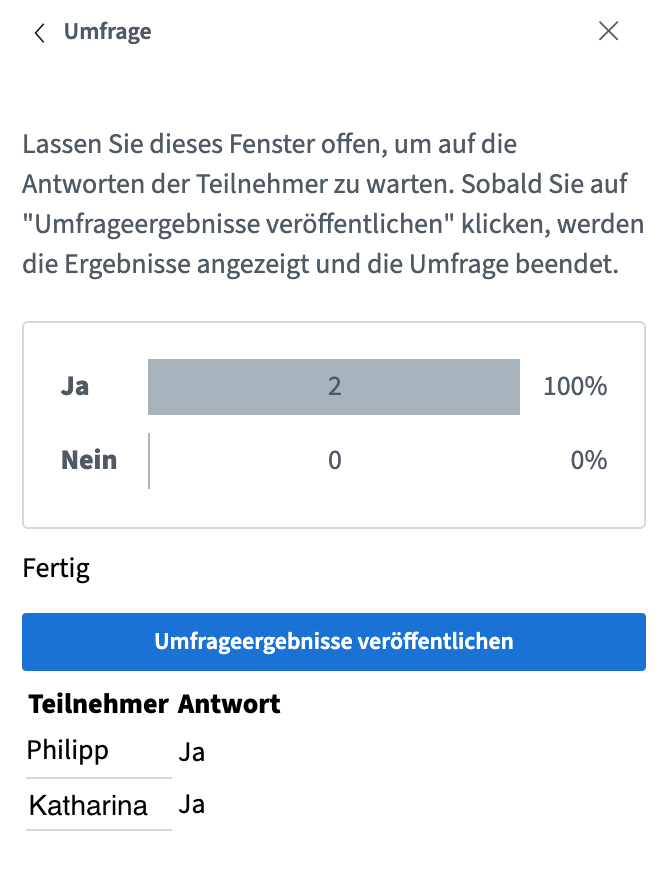 Umfrage
Lassen Sie dieses Fenster offen, um auf die
Antworten der Teilnehmer zu warten. Sobald Sie auf
"Umfrageergebnisse veröffentlichen" klicken, werden
die Ergebnisse angezeigt und die Umfrage beendet.
Ja 2 100%
Nein 0 0%
Fertig
Umfrageergebnisse veröffentlichen
Teilnehmer Antwort
Philipp Ja
Katharina Ja